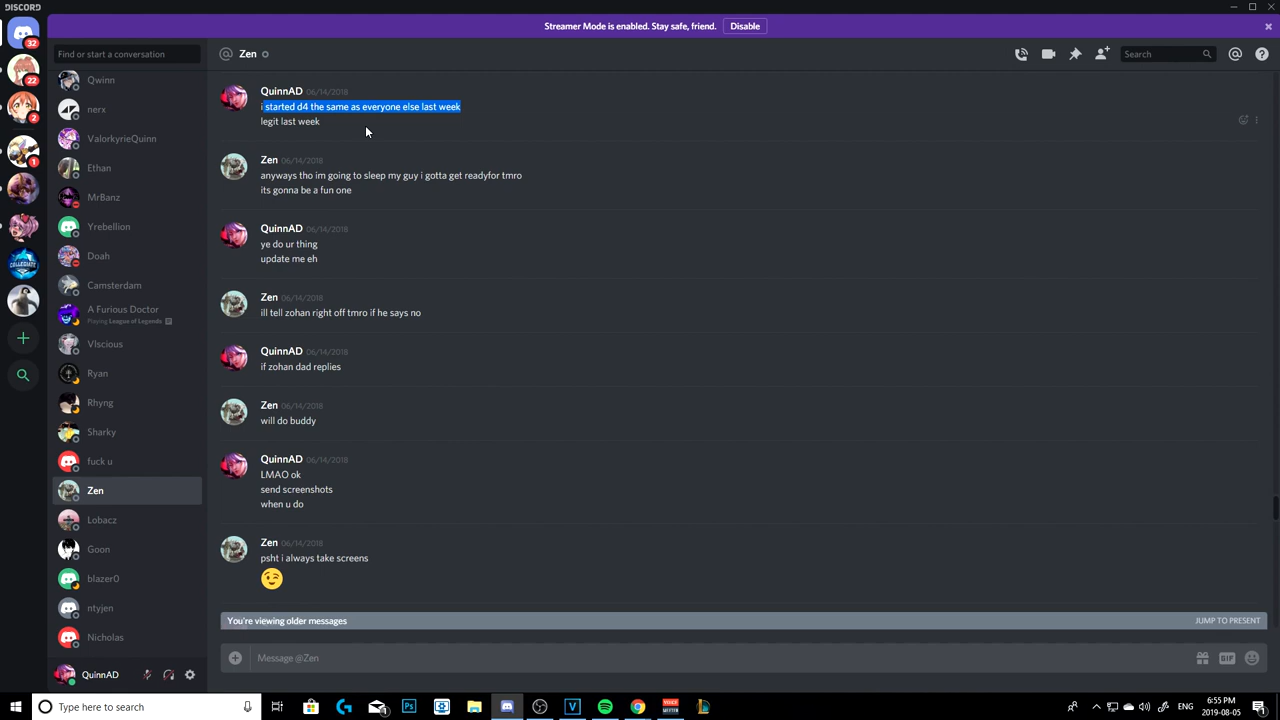 DISCORD
Streamer Mode is enabled. Stay safe, friend. Disable
32
22
2
1
COLLEGIATE
Find or start a conversation
Qwinn
nerx
ValorkyrieQuinn
Ethan
MrBanz
Yrebellion
Doah
Camsterdam
A Furious Doctor
Playing League of Legends
Vlscious
Ryan
Rhyng
Sharky
fuck u
Zen
Lobacz
Goon
blazer0
ntyjen
Nicholas
QuinnAD
@ Zen
Search
QuinnAD 06/14/2018
i started d4 the same as everyone else last week
legit last week
Zen 06/14/2018
anyways tho im going to sleep my guy i gotta get readyfor tmro
its gonna be a fun one
QuinnAD 06/14/2018
ye do ur thing
update me eh
Zen 06/14/2018
ill tell zohan right off tmro if he says no
QuinnAD 06/14/2018
if zohan dad replies
Zen 06/14/2018
will do buddy
QuinnAD 06/14/2018
LMAO ok
send screenshots
when u do
Zen 06/14/2018
psht i always take screens
You're viewing older messages JUMP TO PRESENT
Message @Zen
GIF
Type here to search
ENG
6:55 PM
2019-08-05